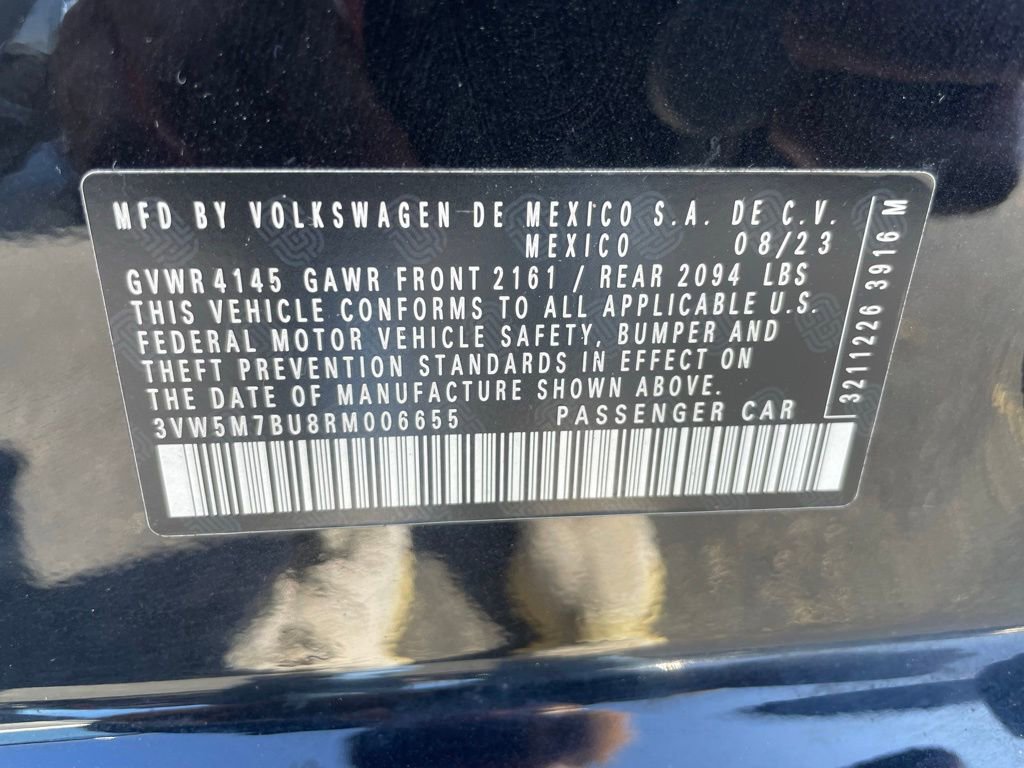 MFD BY VOLKSWAGEN DE MEXICO S.A. DE C.V.
MEXICO 08/23
GVWR 4145 GAWR FRONT 2161 / REAR 2094 LBS
THIS VEHICLE CONFORMS TO ALL APPLICABLE U.S.
FEDERAL MOTOR VEHICLE SAFETY, BUMPER AND
THEFT PREVENTION STANDARDS IN EFFECT ON
THE DATE OF MANUFACTURE SHOWN ABOVE.
3VW5M7BU8RM006655 PASSENGER CAR
3211226 3916 M